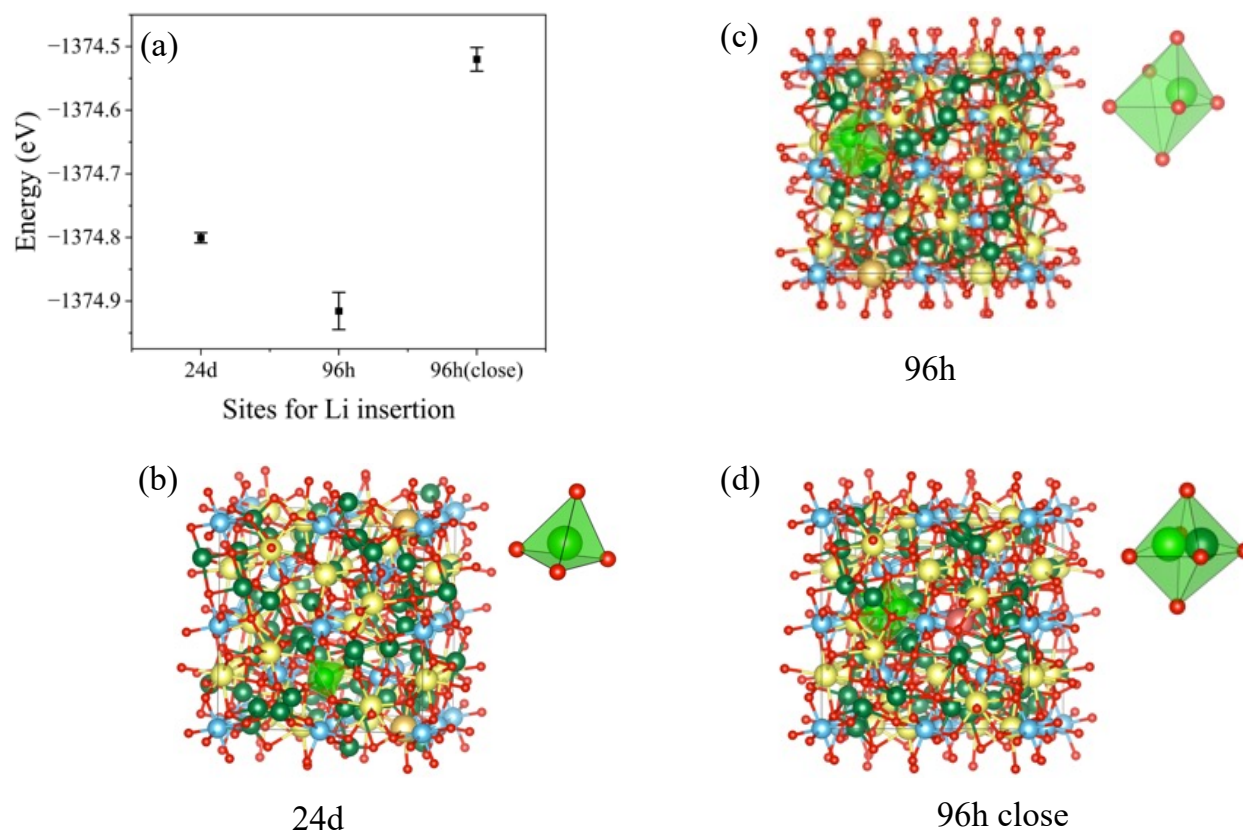 (a)
Energy (eV)
−1374.5
−1374.6
−1374.7
−1374.8
−1374.9
24d
96h
96h(close)
Sites for Li insertion
(c)
96h
(b)
24d
(d)
96h close